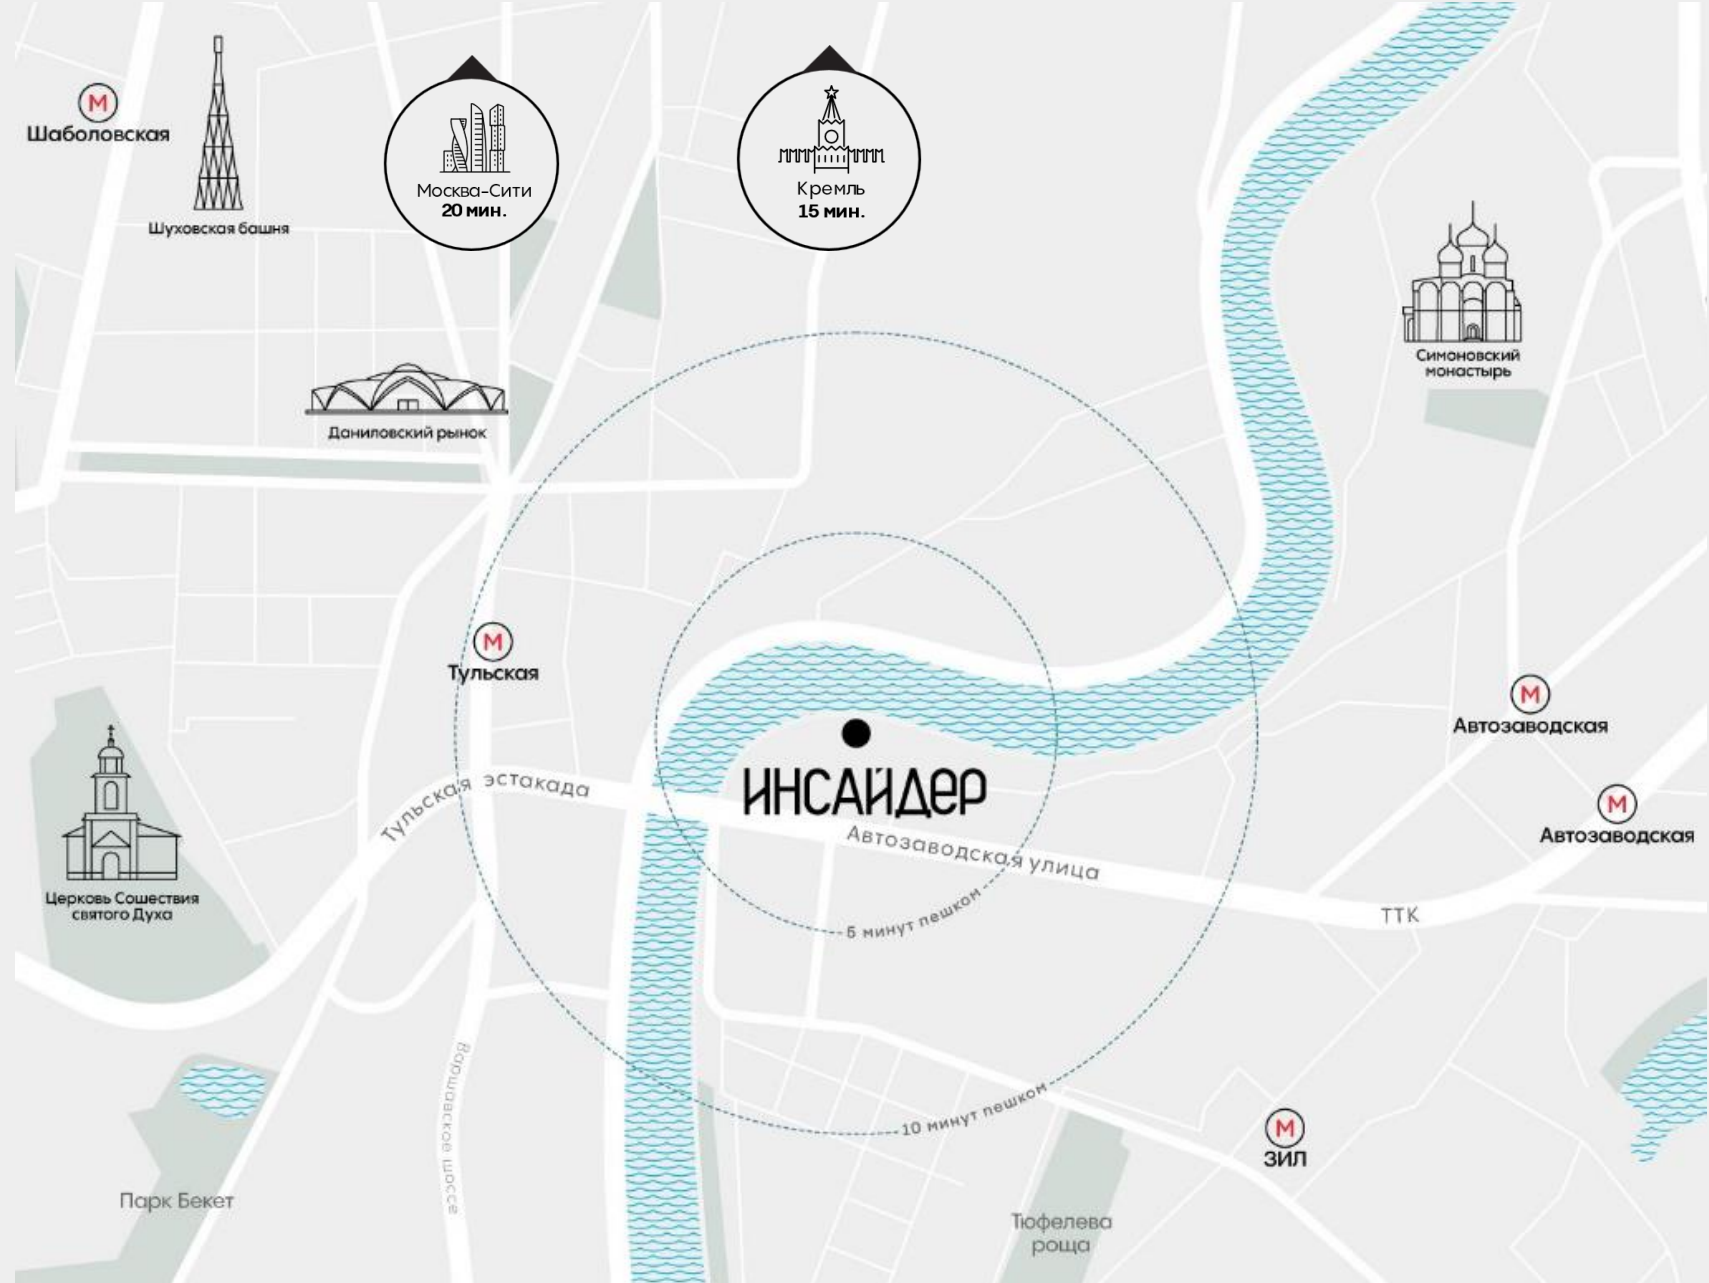 М
Шаболовская
Шуховская башня
Москва-Сити
20 мин.
Кремль
15 мин.
Симоновский
монастырь
Даниловский рынок
М
Тульская
М
Автозаводская
ИНСАЙДЕР
Тульская эстакада
М
Автозаводская
Автозаводская улица
Церковь Сошествия
святого Духа
5 минут пешком
ТТК
Варшавское шоссе
10 минут пешком
М
ЗИЛ
Парк Бекет
Тюфелева
роща